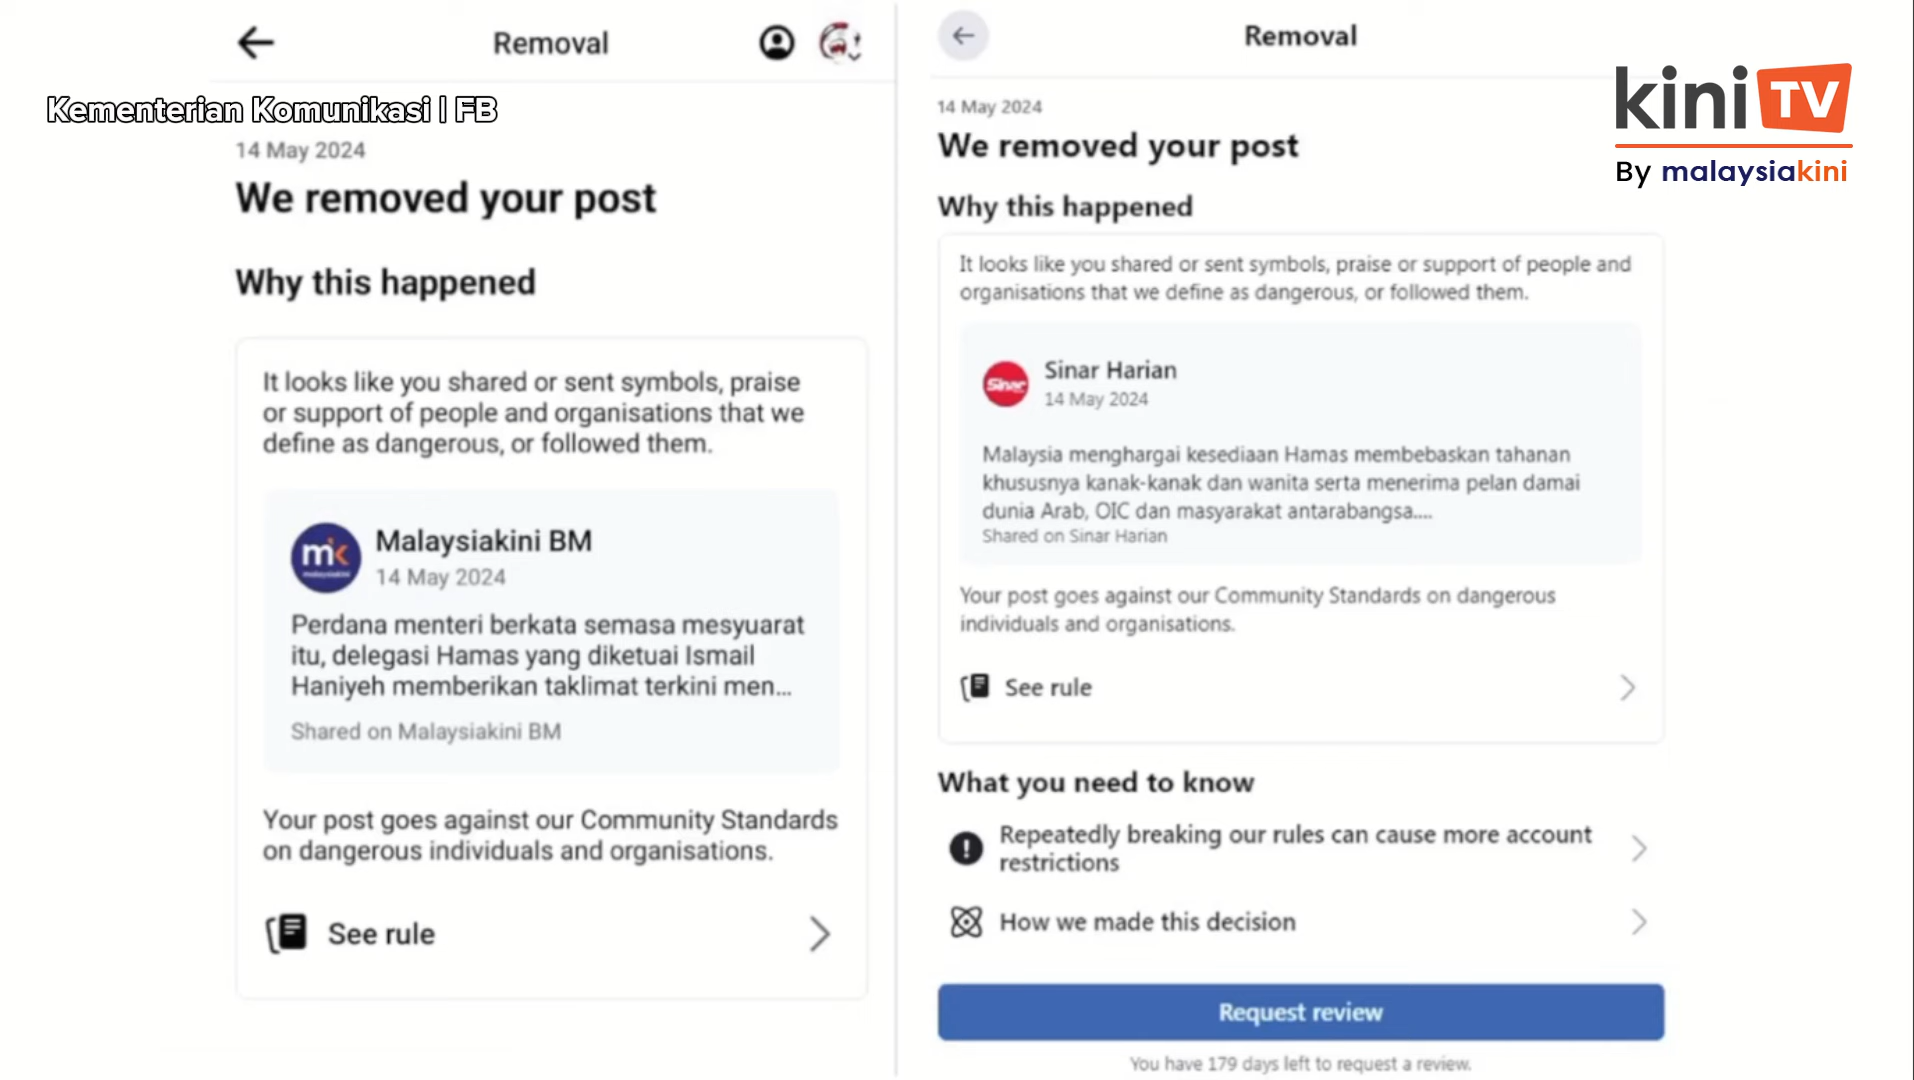 Removal
Kementerian Komunikasi | FB
14 May 2024
We removed your post
Why this happened
It looks like you shared or sent symbols, praise
or support of people and organisations that we
define as dangerous, or followed them.
mk
malaysiakini
Malaysiakini BM
14 May 2024
Perdana menteri berkata semasa mesyuarat
itu, delegasi Hamas yang diketuai Ismail
Haniyeh memberikan taklimat terkini men...
Shared on Malaysiakini BM
Your post goes against our Community Standards
on dangerous individuals and organisations.
See rule
Removal
kini TV
By malaysiakini
14 May 2024
We removed your post
Why this happened
It looks like you shared or sent symbols, praise or support of people and
organisations that we define as dangerous, or followed them.
Sinar
Sinar Harian
14 May 2024
Malaysia menghargai kesediaan Hamas membebaskan tahanan
khususnya kanak-kanak dan wanita serta menerima pelan damai
dunia Arab, OIC dan masyarakat antarabangsa....
Shared on Sinar Harian
Your post goes against our Community Standards on dangerous
individuals and organisations.
See rule
What you need to know
Repeatedly breaking our rules can cause more account
restrictions
How we made this decision
Request review
You have 179 days left to request a review.